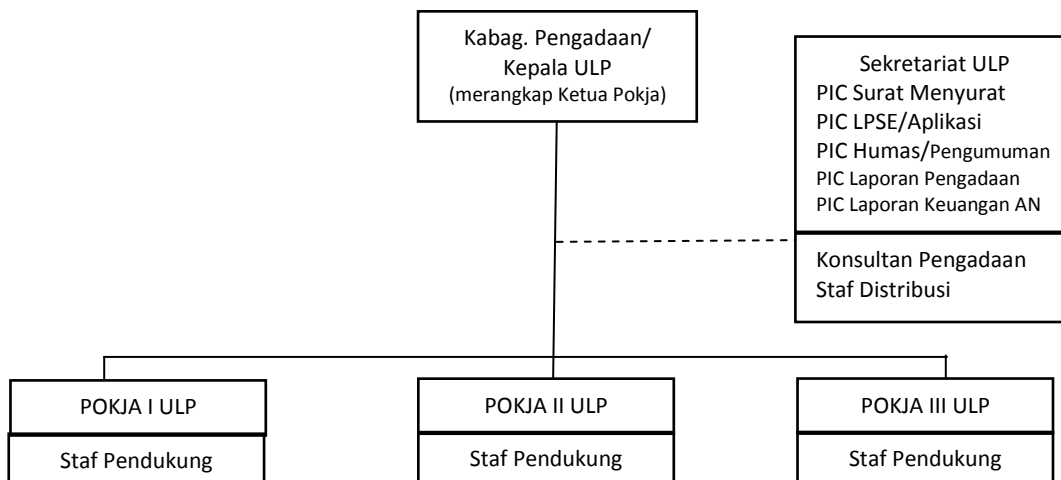 Kabag. Pengadaan/
Kepala ULP
(merangkap Ketua Pokja)
Sekretariat ULP
PIC Surat Menyurat
PIC LPSE/Aplikasi
PIC Humas/Pengumuman
PIC Laporan Pengadaan
PIC Laporan Keuangan AN
Konsultan Pengadaan
Staf Distribusi
POKJA I ULP
Staf Pendukung
POKJA II ULP
Staf Pendukung
POKJA III ULP
Staf Pendukung